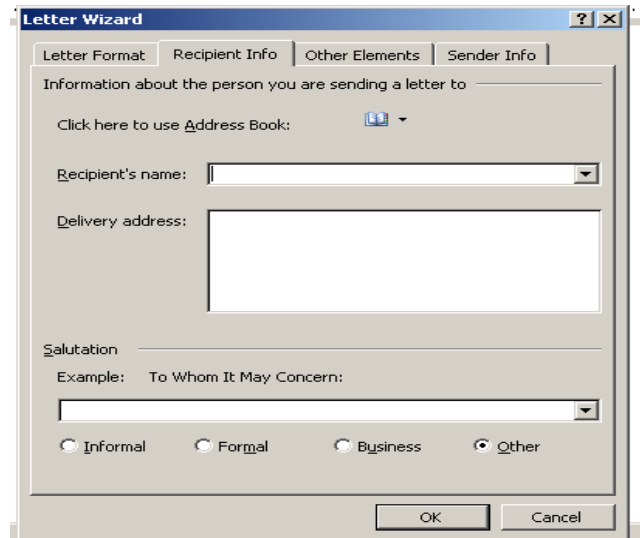 Letter Wizard
Letter Format Recipient Info Other Elements Sender Info
Information about the person you are sending a letter to
Click here to use Address Book:
Recipient's name:
Delivery address:
Salutation
Example: To Whom It May Concern:
Informal Formal Business Other
OK Cancel